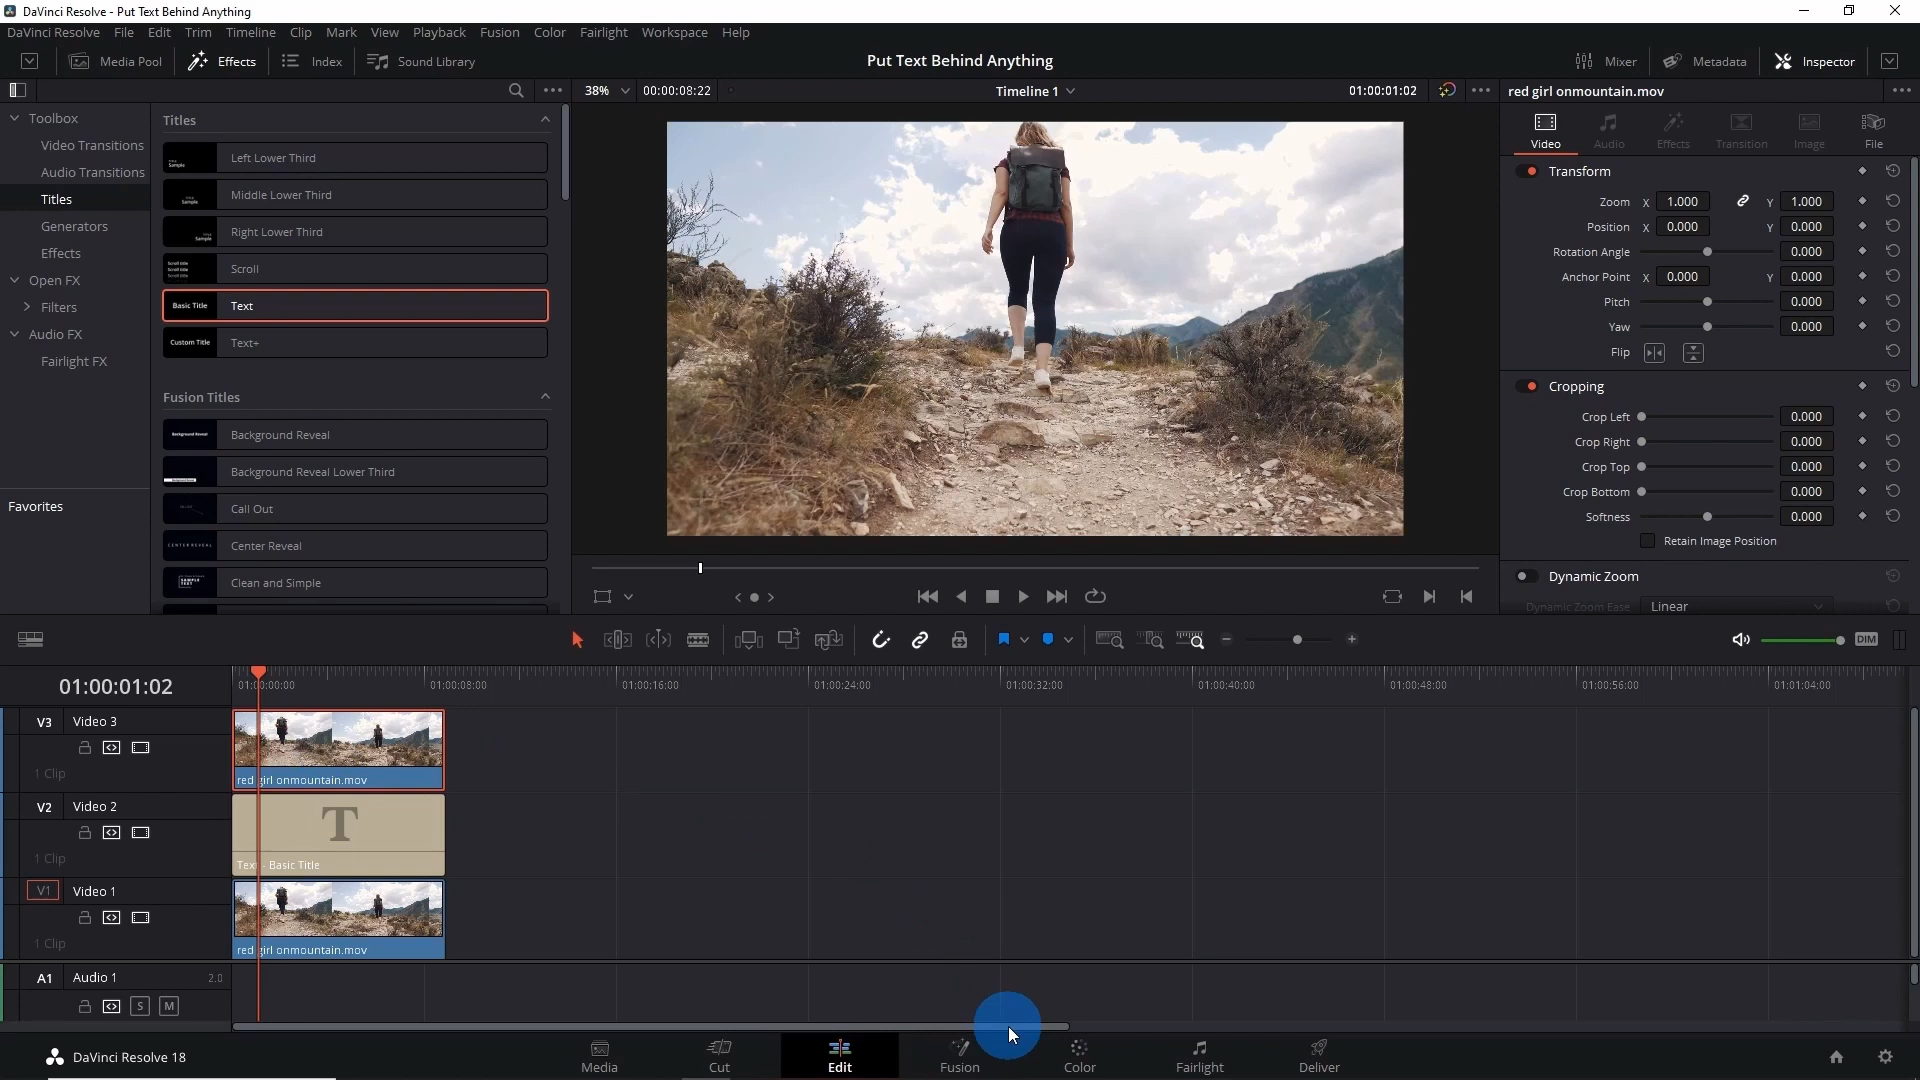 DaVinci Resolve - Put Text Behind Anything
DaVinci Resolve File Edit Trim Timeline Clip Mark View Playback Fusion Color Fairlight Workspace Help
Media Pool Effects Index Sound Library Put Text Behind Anything Mixer Metadata Inspector
38% 00:00:08:22 Timeline 1 01:00:01:02 red girl onmountain.mov
Toolbox
Video Transitions
Audio Transitions
Titles
Generators
Effects
Open FX
Filters
Audio FX
Fairlight FX
Favorites
Titles
Left Lower Third
Middle Lower Third
Right Lower Third
Scroll
Basic Title Text
Custom Title Text+
Fusion Titles
Background Reveal
Background Reveal Lower Third
Call Out
Center Reveal
Clean and Simple
Video Audio Effects Transition Image File
Transform
Zoom X 1.000 Y 1.000
Position X 0.000 Y 0.000
Rotation Angle 0.000
Anchor Point X 0.000 Y 0.000
Pitch 0.000
Yaw 0.000
Flip
Cropping
Crop Left 0.000
Crop Right 0.000
Crop Top 0.000
Crop Bottom 0.000
Softness 0.000
Retain Image Position
Dynamic Zoom
Dynamic Zoom Ease Linear
DIM
01:00:01:02
01:00:00:00 01:00:08:00 01:00:16:00 01:00:24:00 01:00:32:00 01:00:40:00 01:00:48:00 01:00:56:00 01:01:04:00
V3 Video 3
1 Clip
red girl onmountain.mov
V2 Video 2
1 Clip
T
Text - Basic Title
V1 Video 1
1 Clip
red girl onmountain.mov
A1 Audio 1 2.0
S M
DaVinci Resolve 18
Media Cut Edit Fusion Color Fairlight Deliver